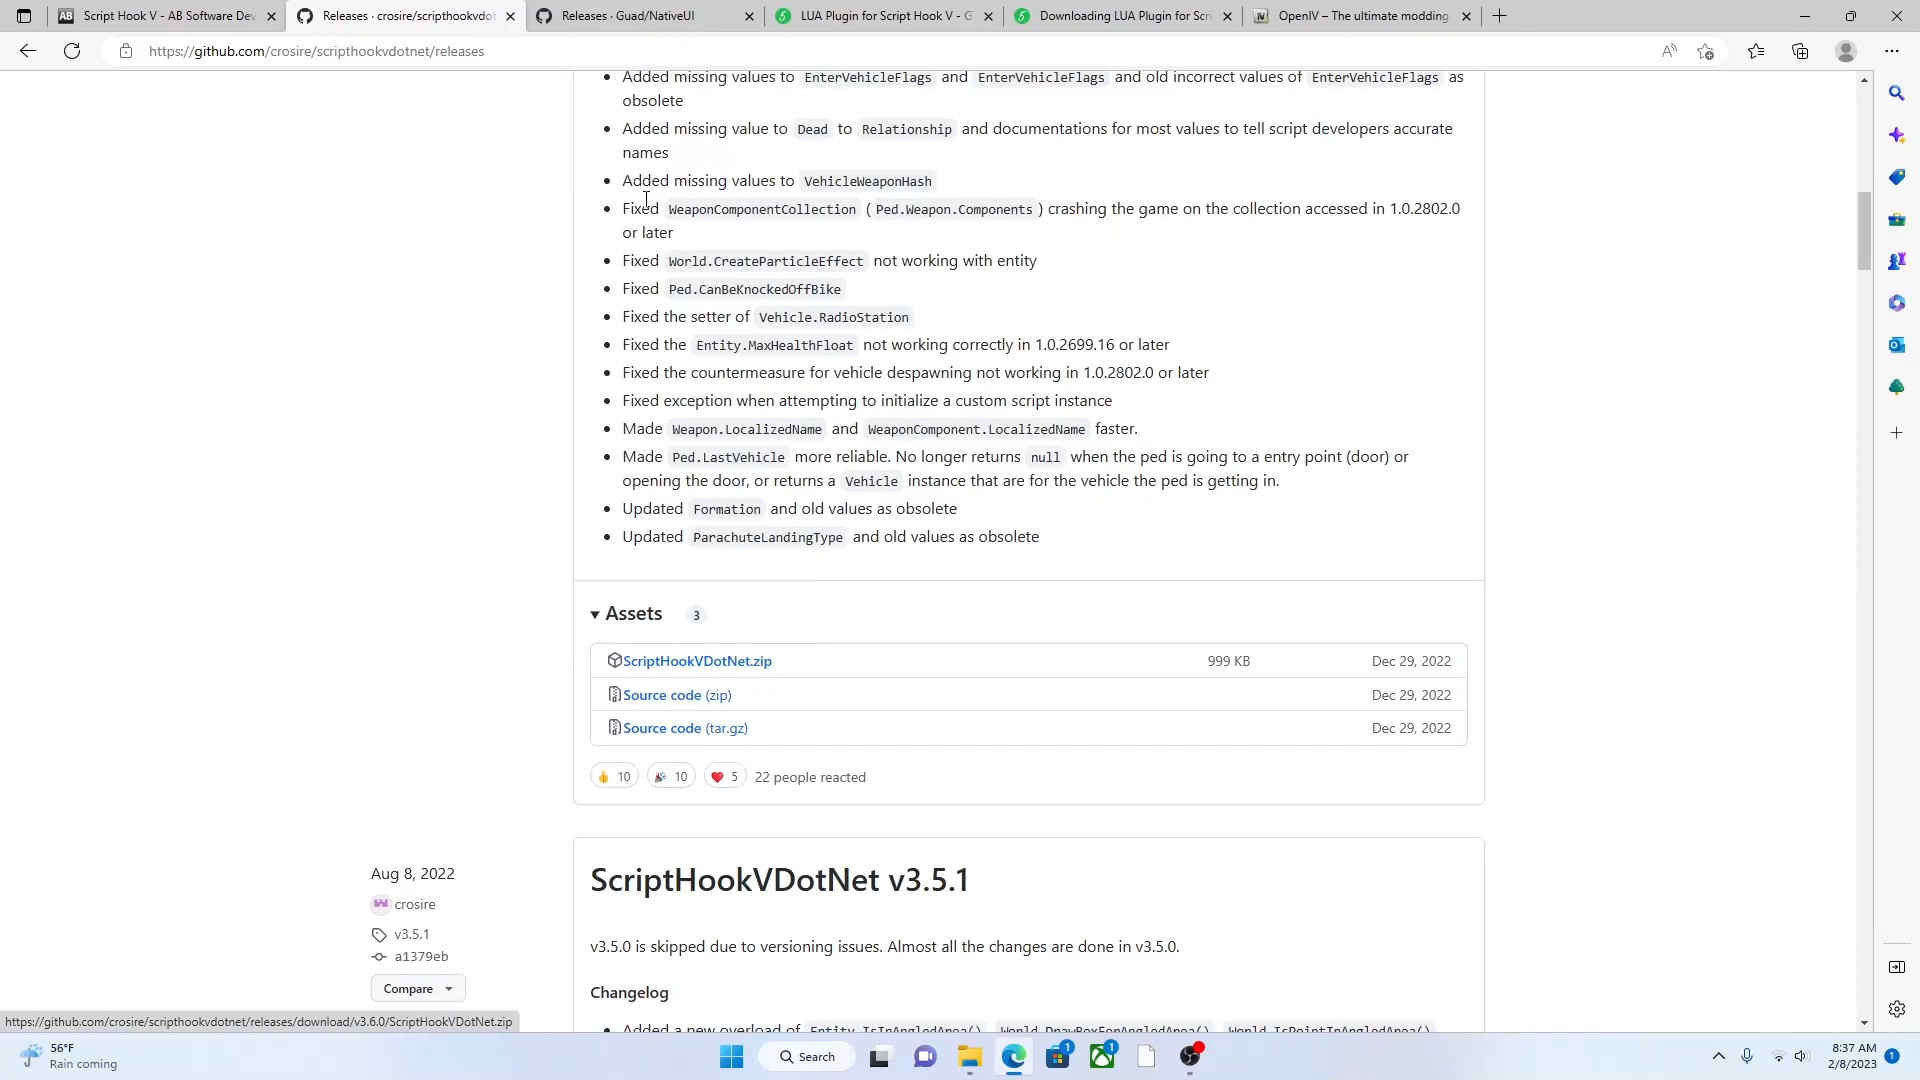 Script Hook V - AB Software Dev
Releases · crosire/scripthookvdot
Releases · Guad/NativeUI
LUA Plugin for Script Hook V - G
Downloading LUA Plugin for Scri
OpenIV – The ultimate modding
https://github.com/crosire/scripthookvdotnet/releases
Added missing values to EnterVehicleFlags and EnterVehicleFlags and old incorrect values of EnterVehicleFlags as
obsolete
Added missing value to Dead to Relationship and documentations for most values to tell script developers accurate
names
Added missing values to VehicleWeaponHash
Fixed WeaponComponentCollection ( Ped.Weapon.Components ) crashing the game on the collection accessed in 1.0.2802.0
or later
Fixed World.CreateParticleEffect not working with entity
Fixed Ped.CanBeKnockedOffBike
Fixed the setter of Vehicle.RadioStation
Fixed the Entity.MaxHealthFloat not working correctly in 1.0.2699.16 or later
Fixed the countermeasure for vehicle despawning not working in 1.0.2802.0 or later
Fixed exception when attempting to initialize a custom script instance
Made Weapon.LocalizedName and WeaponComponent.LocalizedName faster.
Made Ped.LastVehicle more reliable. No longer returns null when the ped is going to a entry point (door) or
opening the door, or returns a Vehicle instance that are for the vehicle the ped is getting in.
Updated Formation and old values as obsolete
Updated ParachuteLandingType and old values as obsolete
Assets 3
ScriptHookVDotNet.zip 999 KB Dec 29, 2022
Source code (zip) Dec 29, 2022
Source code (tar.gz) Dec 29, 2022
10 10 5 22 people reacted
Aug 8, 2022
crosire
v3.5.1
a1379eb
Compare
ScriptHookVDotNet v3.5.1
v3.5.0 is skipped due to versioning issues. Almost all the changes are done in v3.5.0.
Changelog
Added a new overload of Entity.IsInAngledArea() World.DrawBoxForAngledArea() World.IsPointInAngledArea()
https://github.com/crosire/scripthookvdotnet/releases/download/v3.6.0/ScriptHookVDotNet.zip
56°F
Rain coming
Search
1
1
8:37 AM
2/8/2023
1